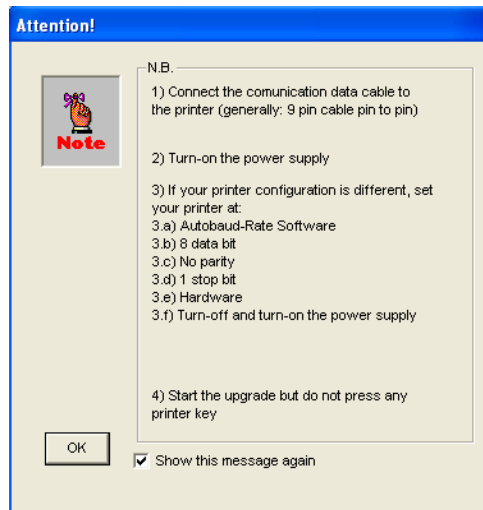 Attention!
N.B.
1) Connect the comunication data cable to
the printer (generally: 9 pin cable pin to pin)
Note
2) Turn-on the power supply
3) If your printer configuration is different, set
your printer at:
3.a) Autobaud-Rate Software
3.b) 8 data bit
3.c) No parity
3.d) 1 stop bit
3.e) Hardware
3.f) Turn-off and turn-on the power supply
4) Start the upgrade but do not press any
printer key
OK
Show this message again